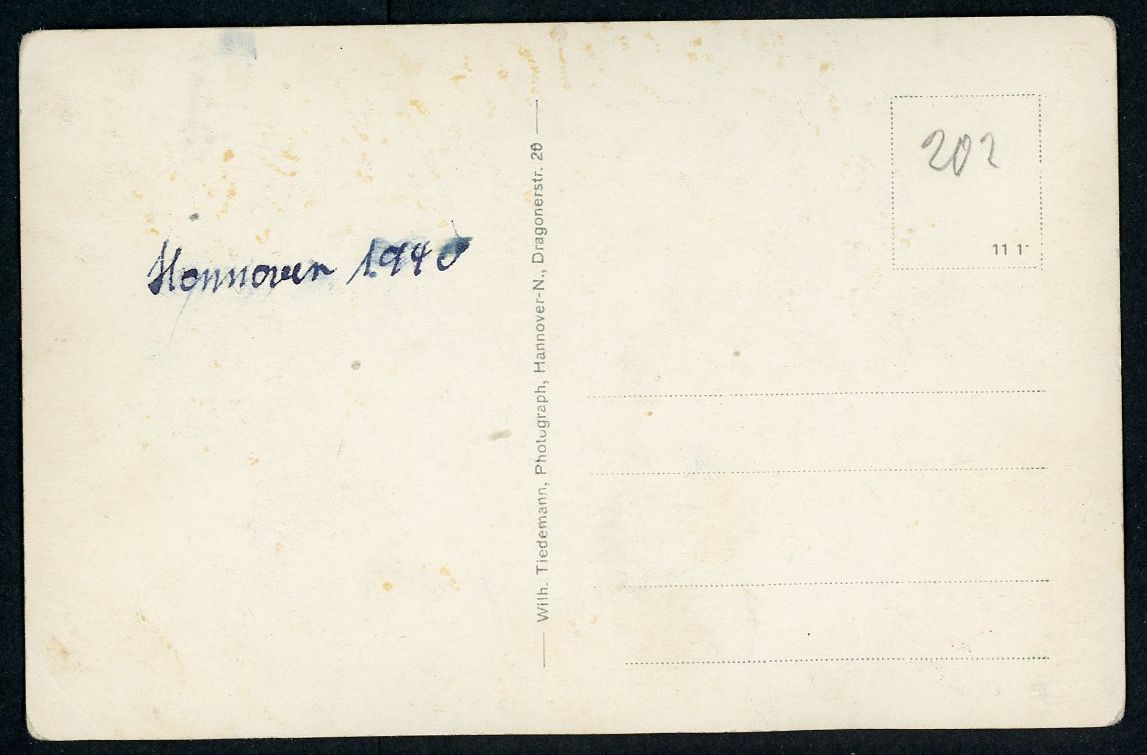 Hannover 1940
Wilh. Tiedemann, Photograph, Hannover-N., Dragonerstr. 20
202
11 1